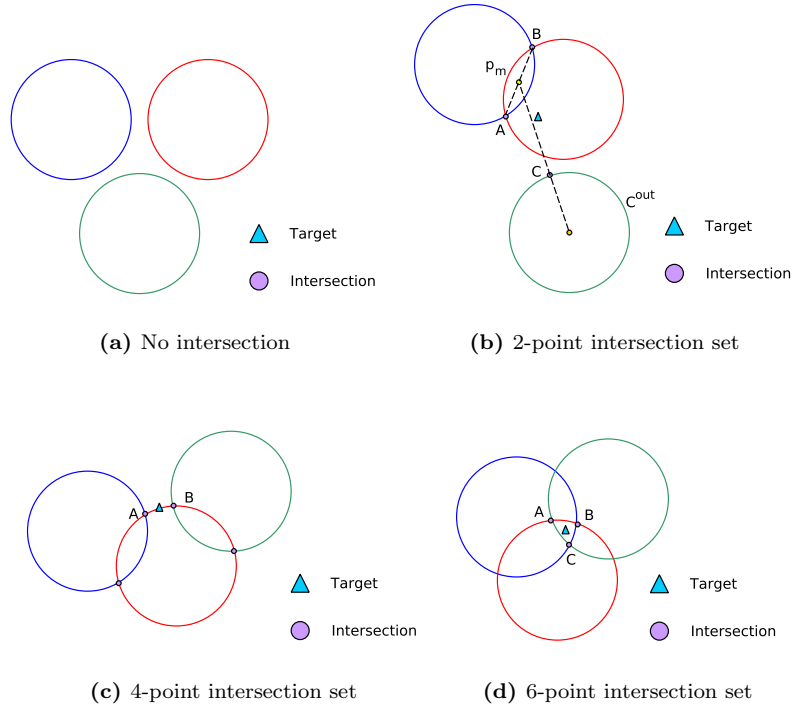 Target
Intersection
(a) No intersection
B
p_m
A
C
C^out
Target
Intersection
(b) 2-point intersection set
A
B
Target
Intersection
(c) 4-point intersection set
A
B
C
Target
Intersection
(d) 6-point intersection set